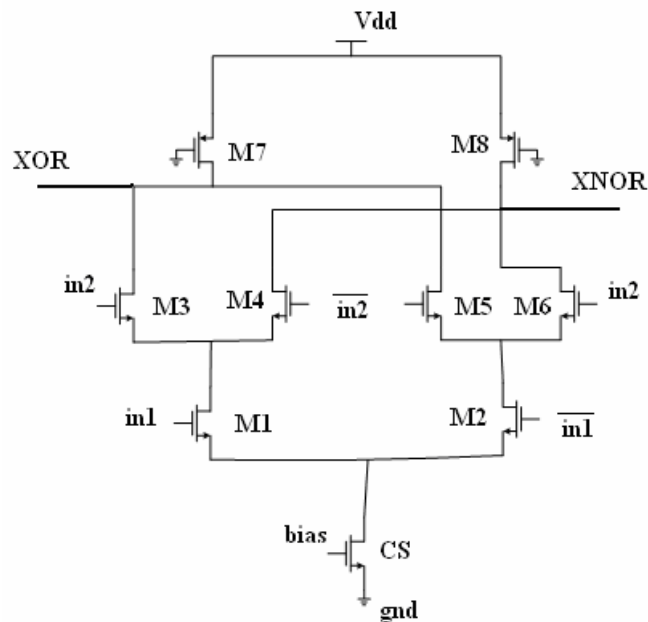 Vdd
M7
M8
XOR
XNOR
in2
M3
M4
in2
M5
M6
in2
in1
M1
M2
in1
bias
CS
gnd